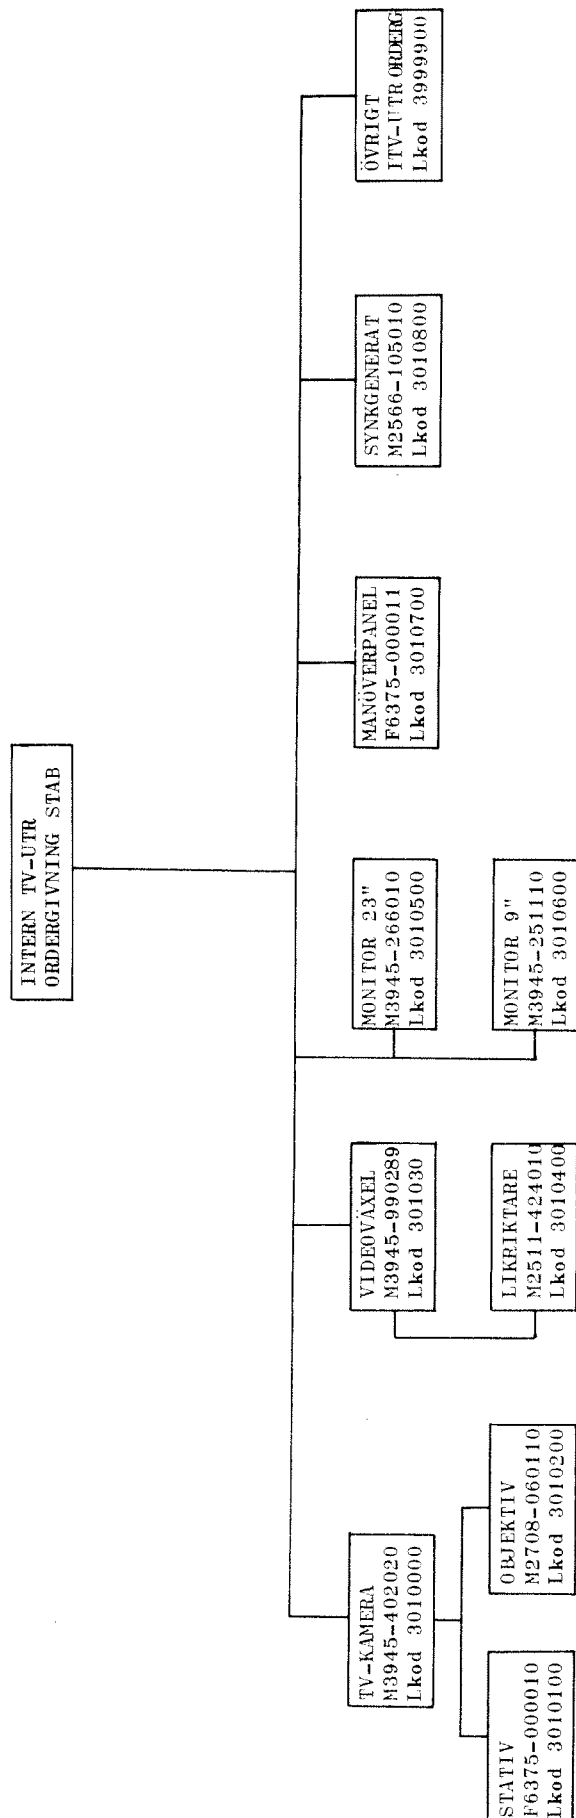 INTERN TV-UTR
ORDERGIVNING STAB
TV-KAMERA
M3945-402020
Lkod 3010000
STATIV
F6375-000010
Lkod 3010100
OBJEKTIV
M2708-060110
Lkod 3010200
VIDEOVÄXEL
M3945-990289
Lkod 301030
LIKRIKTARE
M2511-424010
Lkod 3010400
MONITOR 23"
M3945-266010
Lkod 3010500
MONITOR 9"
M3945-251110
Lkod 3010600
MANÖVERPANEL
F6375-000011
Lkod 3010700
SYNKGENERAT
M2566-105010
Lkod 3010800
ÖVRIGT
ITV-UTR ORDERG
Lkod 3999900